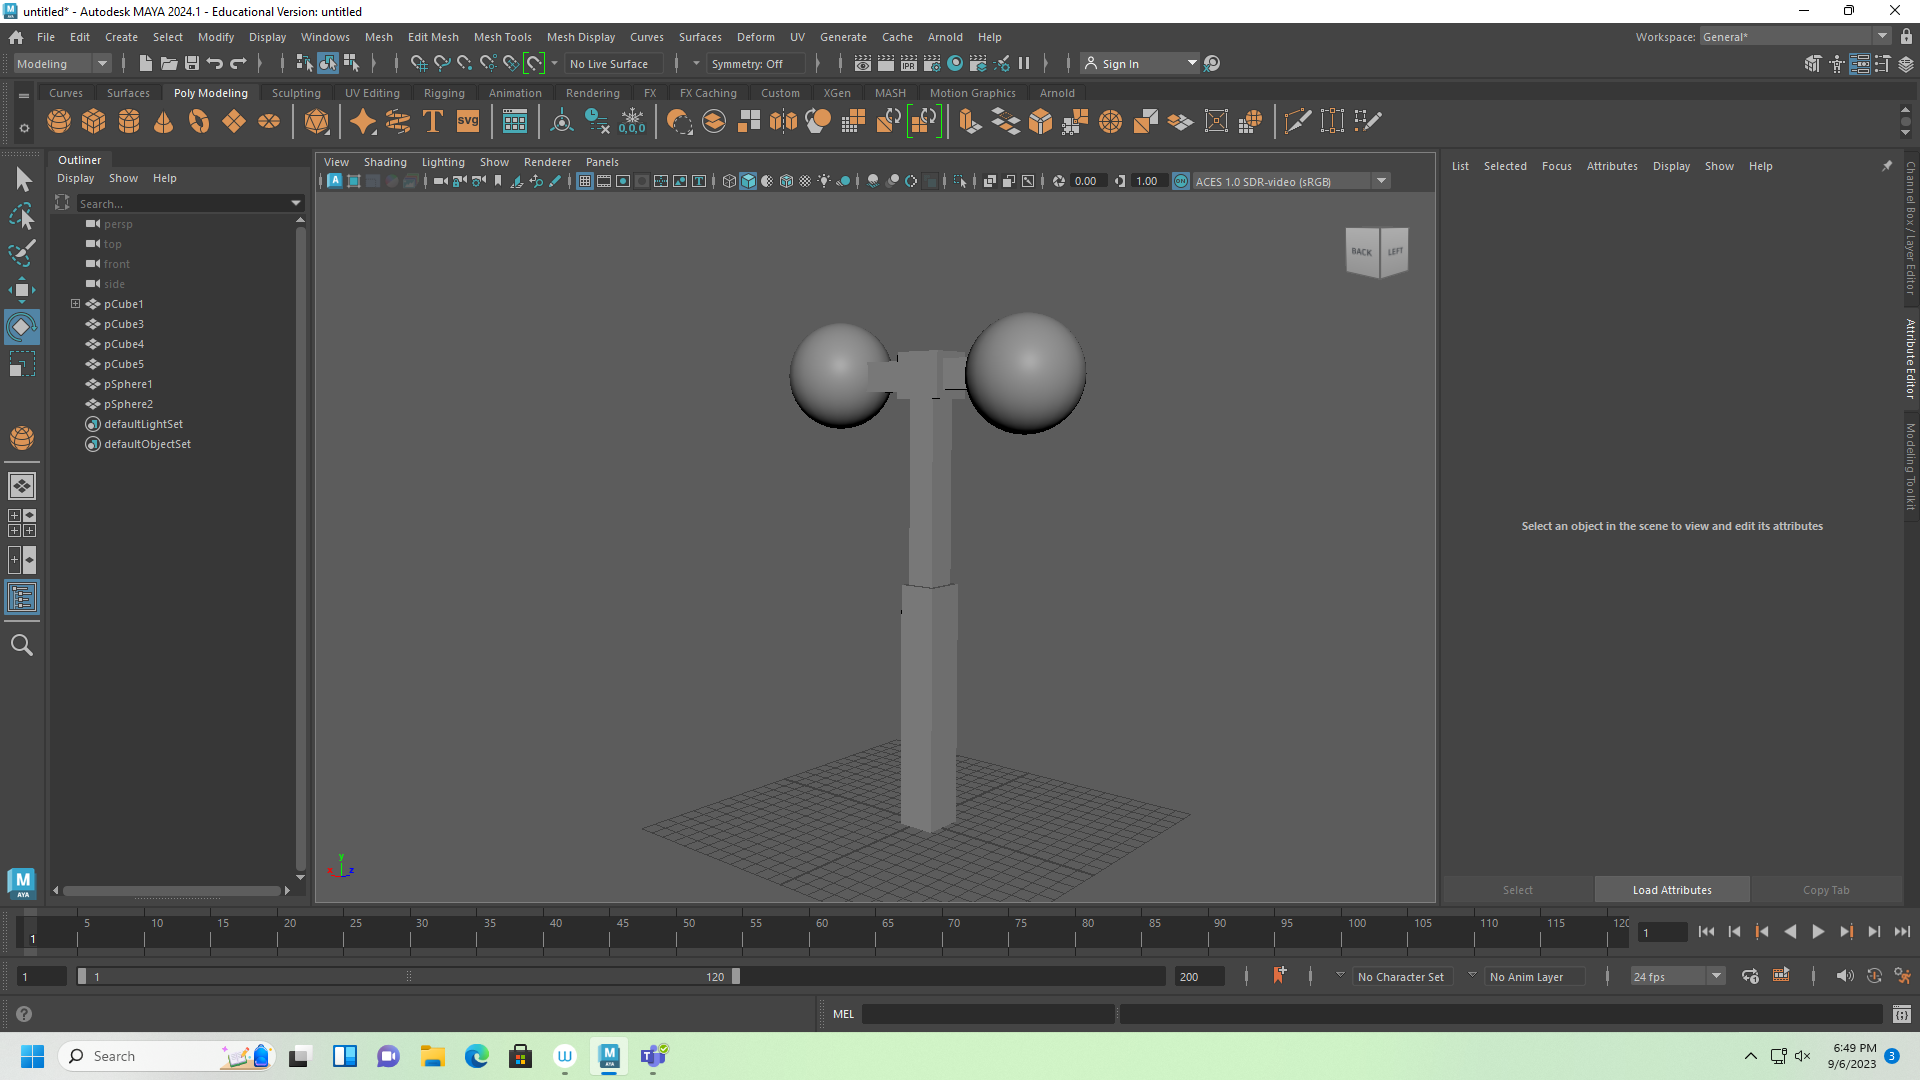 untitled* - Autodesk MAYA 2024.1 - Educational Version: untitled
File Edit Create Select Modify Display Windows Mesh Edit Mesh Mesh Tools Mesh Display Curves Surfaces Deform UV Generate Cache Arnold Help
Workspace: General*
Modeling
No Live Surface
Symmetry: Off
IPR
Sign In
Curves Surfaces Poly Modeling Sculpting UV Editing Rigging Animation Rendering FX FX Caching Custom XGen MASH Motion Graphics Arnold
T
svg
0,0,0
Outliner
Display Show Help
Search...
persp
top
front
side
pCube1
pCube3
pCube4
pCube5
pSphere1
pSphere2
defaultLightSet
defaultObjectSet
View Shading Lighting Show Renderer Panels
A
0.00
1.00
ON
ACES 1.0 SDR-video (sRGB)
BACK
LEFT
y
x
z
List Selected Focus Attributes Display Show Help
Select an object in the scene to view and edit its attributes
Select
Load Attributes
Copy Tab
Channel Box / Layer Editor
Attribute Editor
Modeling Toolkit
M
AYA
1
5 10 15 20 25 30 35 40 45 50 55 60 65 70 75 80 85 90 95 100 105 110 115 120
1
1
1
120
200
No Character Set
No Anim Layer
24 fps
MEL
Search
6:49 PM
9/6/2023
3